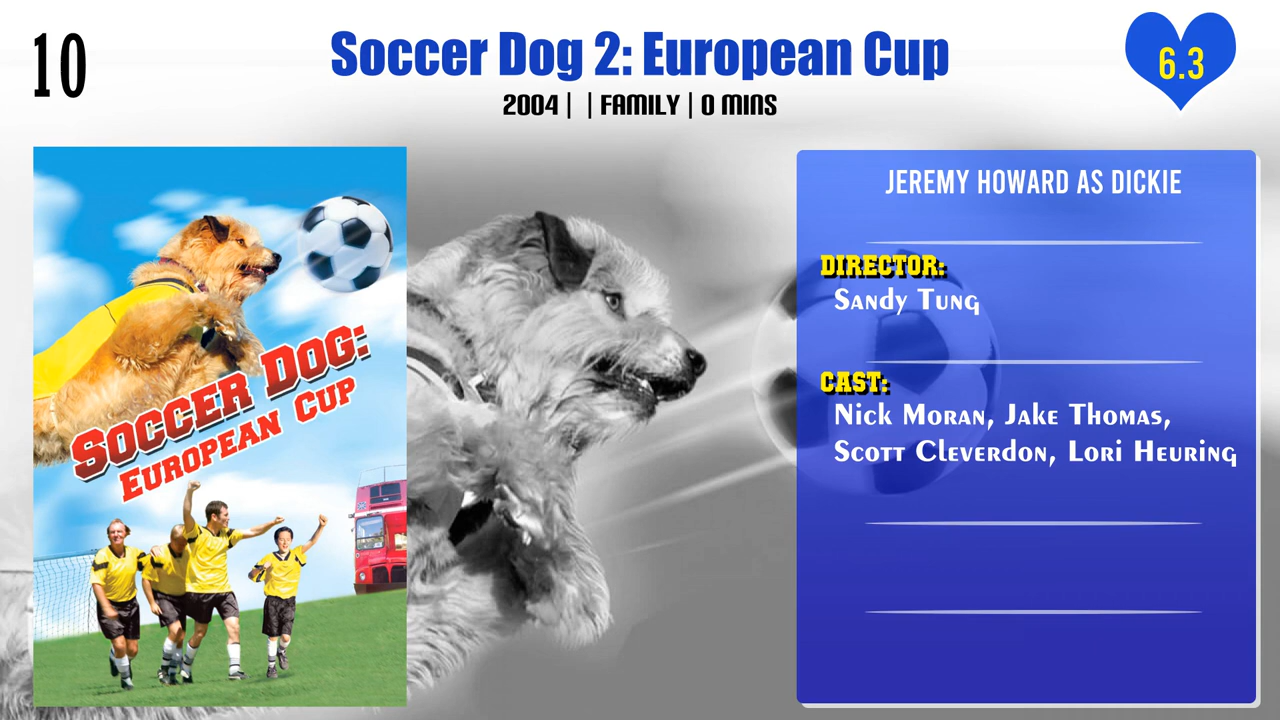 10
Soccer Dog 2: European Cup
6.3
2004 | | FAMILY | 0 MINS
SOCCER DOG:
EUROPEAN CUP
JEREMY HOWARD AS DICKIE
DIRECTOR:
Sandy Tung
CAST:
Nick Moran, Jake Thomas,
Scott Cleverdon, Lori Heuring